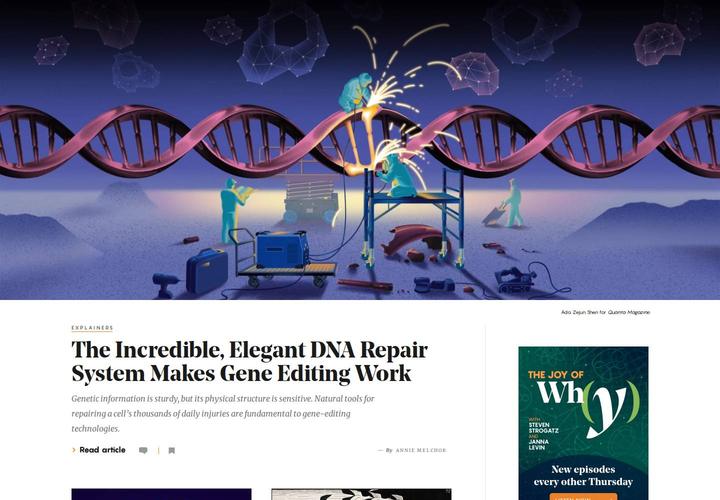 Ada Zejun Shen for Quanta Magazine
EXPLAINERS
The Incredible, Elegant DNA Repair
System Makes Gene Editing Work
Genetic information is sturdy, but its physical structure is sensitive. Natural tools for
repairing a cell's thousands of daily injuries are fundamental to gene-editing
technologies.
Read article
— By ANNIE MELCHOR
THE JOY OF
Wh(y)
WITH
STEVEN
STROGATZ
AND
JANNA
LEVIN
New episodes
every other Thursday